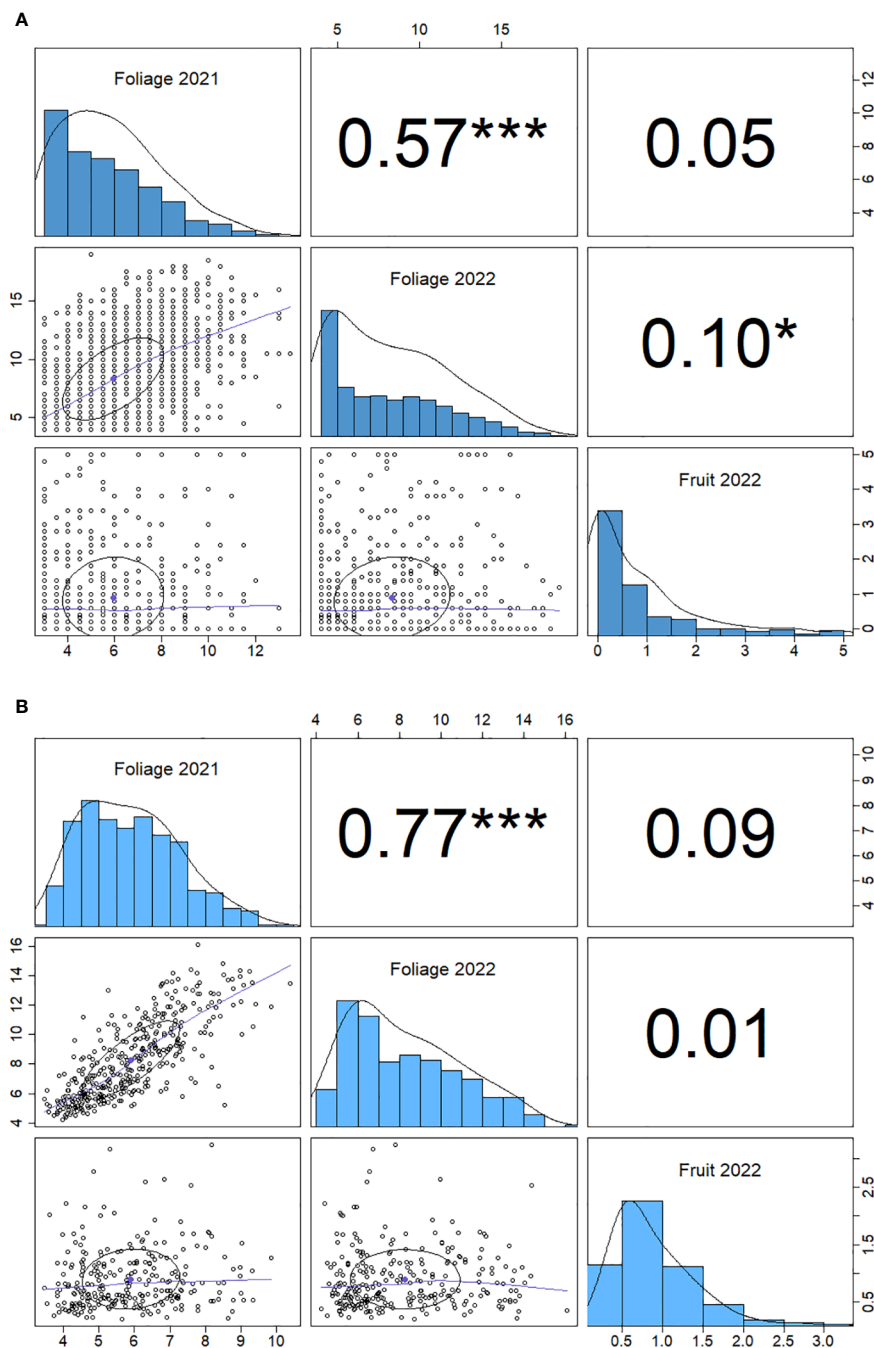 A
5 10 15
Foliage 2021
0.57***
0.05
4 6 8 10 12
5 10 15
Foliage 2022
0.10*
Fruit 2022
0 1 2 3 4 5
4 6 8 10 12
0 1 2 3 4 5
B
4 6 8 10 12 14 16
Foliage 2021
0.77***
0.09
4 5 6 7 8 9 10
4 6 8 10 12 14 16
Foliage 2022
0.01
Fruit 2022
0.5 1.5 2.5
4 5 6 7 8 9 10
0.5 1.0 1.5 2.0 2.5 3.0